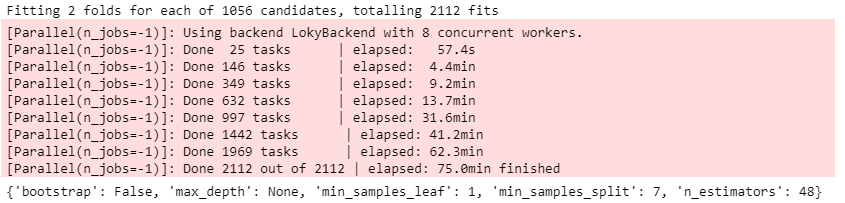 Fitting 2 folds for each of 1056 candidates, totalling 2112 fits
[Parallel(n_jobs=-1)]: Using backend LokyBackend with 8 concurrent workers.
[Parallel(n_jobs=-1)]: Done  25 tasks      | elapsed:   57.4s
[Parallel(n_jobs=-1)]: Done 146 tasks      | elapsed:  4.4min
[Parallel(n_jobs=-1)]: Done 349 tasks      | elapsed:  9.2min
[Parallel(n_jobs=-1)]: Done 632 tasks      | elapsed: 13.7min
[Parallel(n_jobs=-1)]: Done 997 tasks      | elapsed: 31.6min
[Parallel(n_jobs=-1)]: Done 1442 tasks      | elapsed: 41.2min
[Parallel(n_jobs=-1)]: Done 1969 tasks      | elapsed: 62.3min
[Parallel(n_jobs=-1)]: Done 2112 out of 2112 | elapsed: 75.0min finished
{'bootstrap': False, 'max_depth': None, 'min_samples_leaf': 1, 'min_samples_split': 7, 'n_estimators': 48}